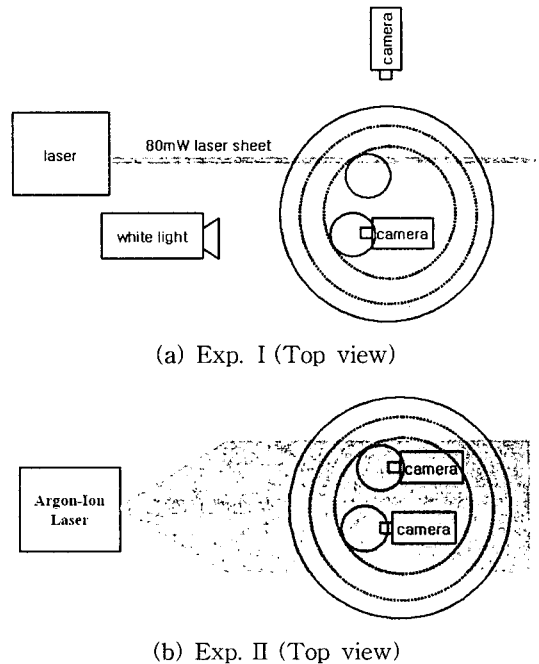 camera
80mW laser sheet
laser
white light
camera
(a) Exp. I (Top view)
camera
Argon-Ion
Laser
camera
(b) Exp. II (Top view)